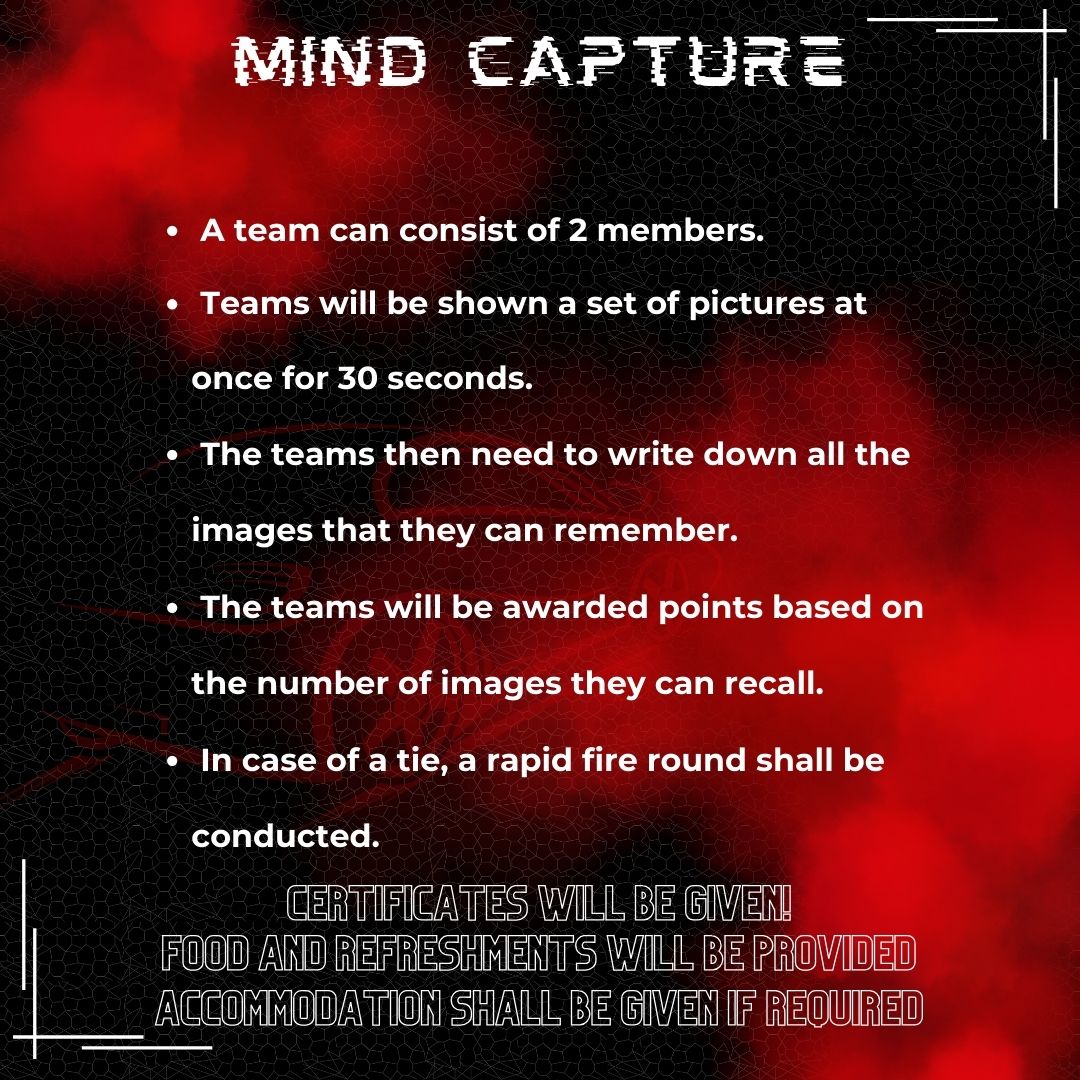 MIND CAPTURE
• A team can consist of 2 members.
• Teams will be shown a set of pictures at
once for 30 seconds.
• The teams then need to write down all the
images that they can remember.
• The teams will be awarded points based on
the number of images they can recall.
• In case of a tie, a rapid fire round shall be
conducted.
CERTIFICATES WILL BE GIVEN!
FOOD AND REFRESHMENTS WILL BE PROVIDED
ACCOMMODATION SHALL BE GIVEN IF REQUIRED